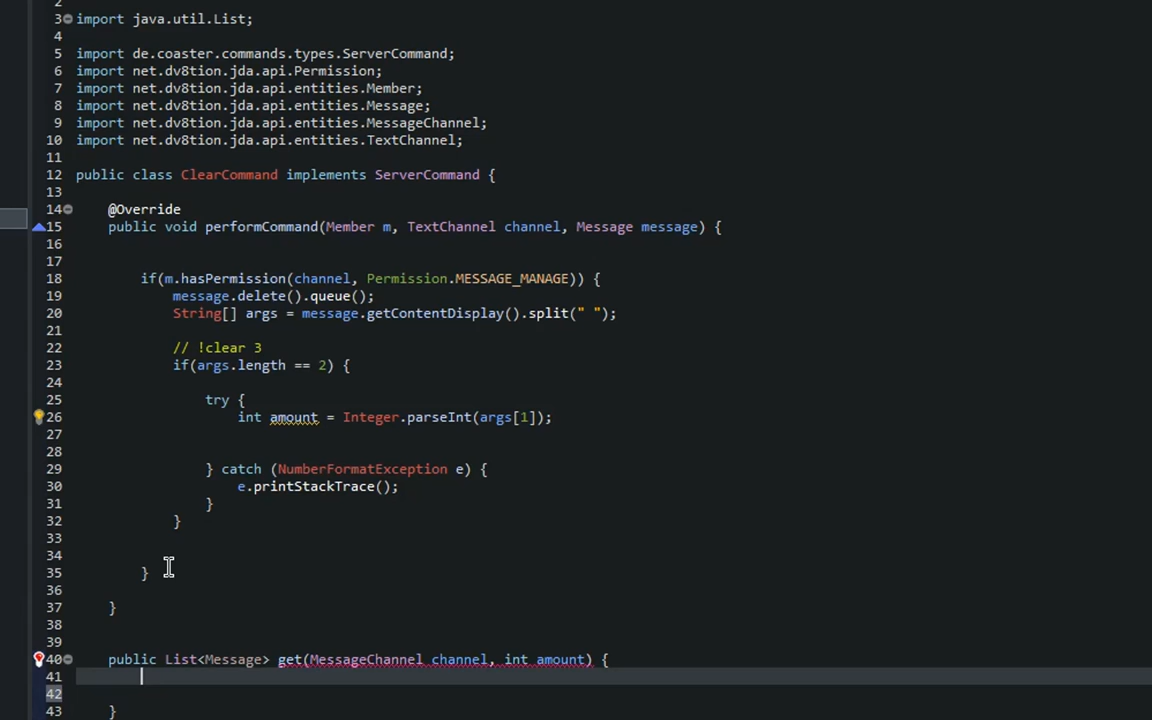 2
3 import java.util.List;
4
5 import de.coaster.commands.types.ServerCommand;
6 import net.dv8tion.jda.api.Permission;
7 import net.dv8tion.jda.api.entities.Member;
8 import net.dv8tion.jda.api.entities.Message;
9 import net.dv8tion.jda.api.entities.MessageChannel;
10 import net.dv8tion.jda.api.entities.TextChannel;
11
12 public class ClearCommand implements ServerCommand {
13
14 @Override
15 public void performCommand(Member m, TextChannel channel, Message message) {
16
17
18 if(m.hasPermission(channel, Permission.MESSAGE_MANAGE)) {
19 message.delete().queue();
20 String[] args = message.getContentDisplay().split(" ");
21
22 // !clear 3
23 if(args.length == 2) {
24
25 try {
26 int amount = Integer.parseInt(args[1]);
27
28
29 } catch (NumberFormatException e) {
30 e.printStackTrace();
31 }
32 }
33
34
35 }
36
37 }
38
39
40 public List<Message> get(MessageChannel channel, int amount) {
41
42
43 }